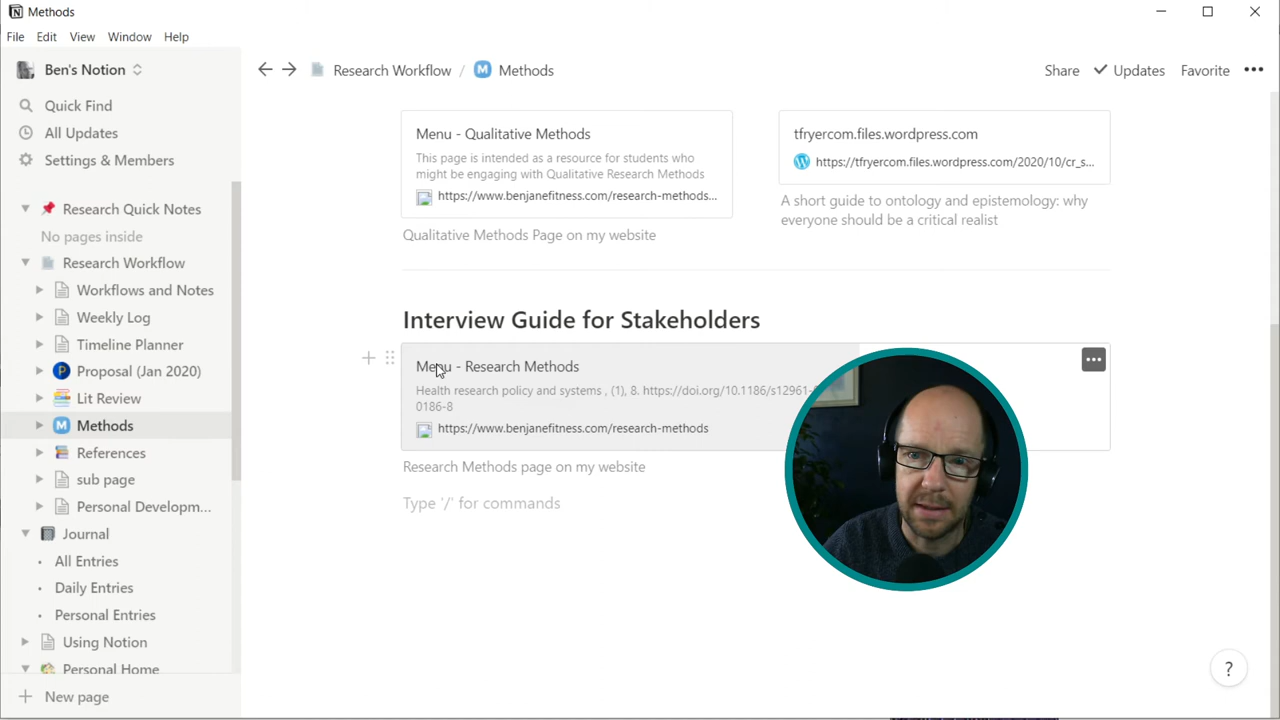 Methods
File Edit View Window Help
Ben's Notion
Research Workflow / M Methods
Share Updates Favorite
Quick Find
All Updates
Settings & Members
Research Quick Notes
No pages inside
Research Workflow
Workflows and Notes
Weekly Log
Timeline Planner
P Proposal (Jan 2020)
Lit Review
M Methods
References
sub page
Personal Developm...
Journal
All Entries
Daily Entries
Personal Entries
Using Notion
Personal Home
+ New page
Menu - Qualitative Methods
This page is intended as a resource for students who
might be engaging with Qualitative Research Methods
https://www.benjanefitness.com/research-methods...
Qualitative Methods Page on my website
tfryercom.files.wordpress.com
https://tfryercom.files.wordpress.com/2020/10/cr_s...
A short guide to ontology and epistemology: why
everyone should be a critical realist
Interview Guide for Stakeholders
Menu - Research Methods
Health research policy and systems , (1), 8. https://doi.org/10.1186/s12961-
0186-8
https://www.benjanefitness.com/research-methods
Research Methods page on my website
Type '/' for commands
?